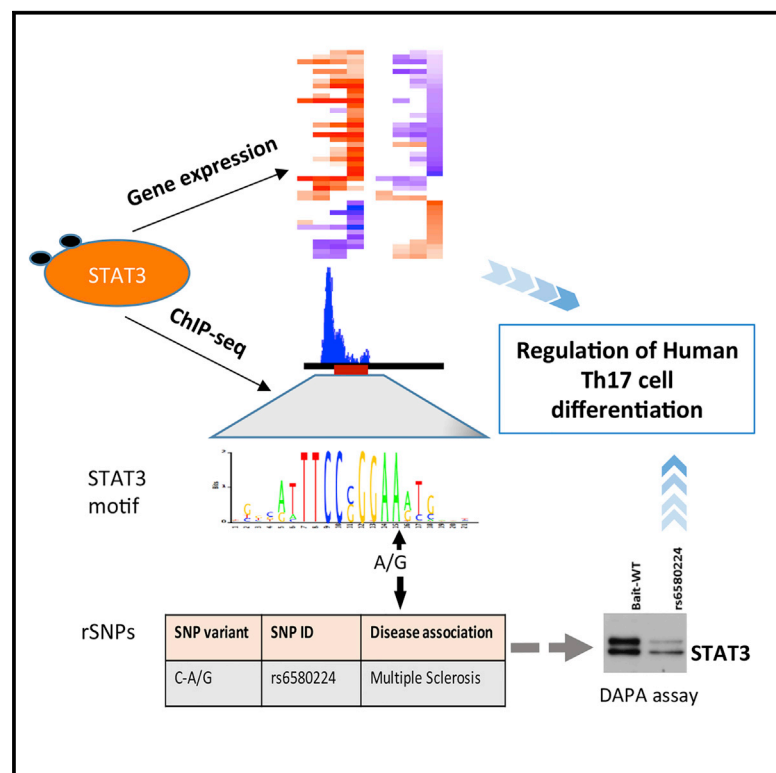 Gene expression
STAT3
ChIP-seq
Regulation of Human
Th17 cell
differentiation
STAT3
motif
A/G
rSNPs
SNP variant SNP ID Disease association
C-A/G rs6580224 Multiple Sclerosis
Bait-WT
rs6580224
STAT3
DAPA assay